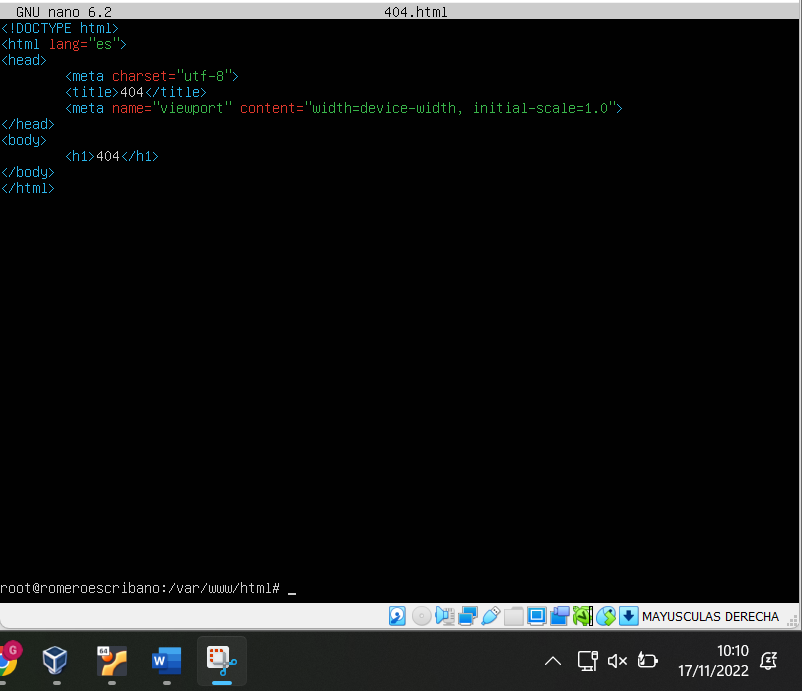 GNU nano 6.2 404.html
<!DOCTYPE html>
<html lang="es">
<head>
<meta charset="utf-8">
<title>404</title>
<meta name="viewport" content="width=device-width, initial-scale=1.0">
</head>
<body>
<h1>404</h1>
</body>
</html>
root@romeroescribano:/var/www/html# _
MAYUSCULAS DERECHA
G
64
W
10:10
17/11/2022